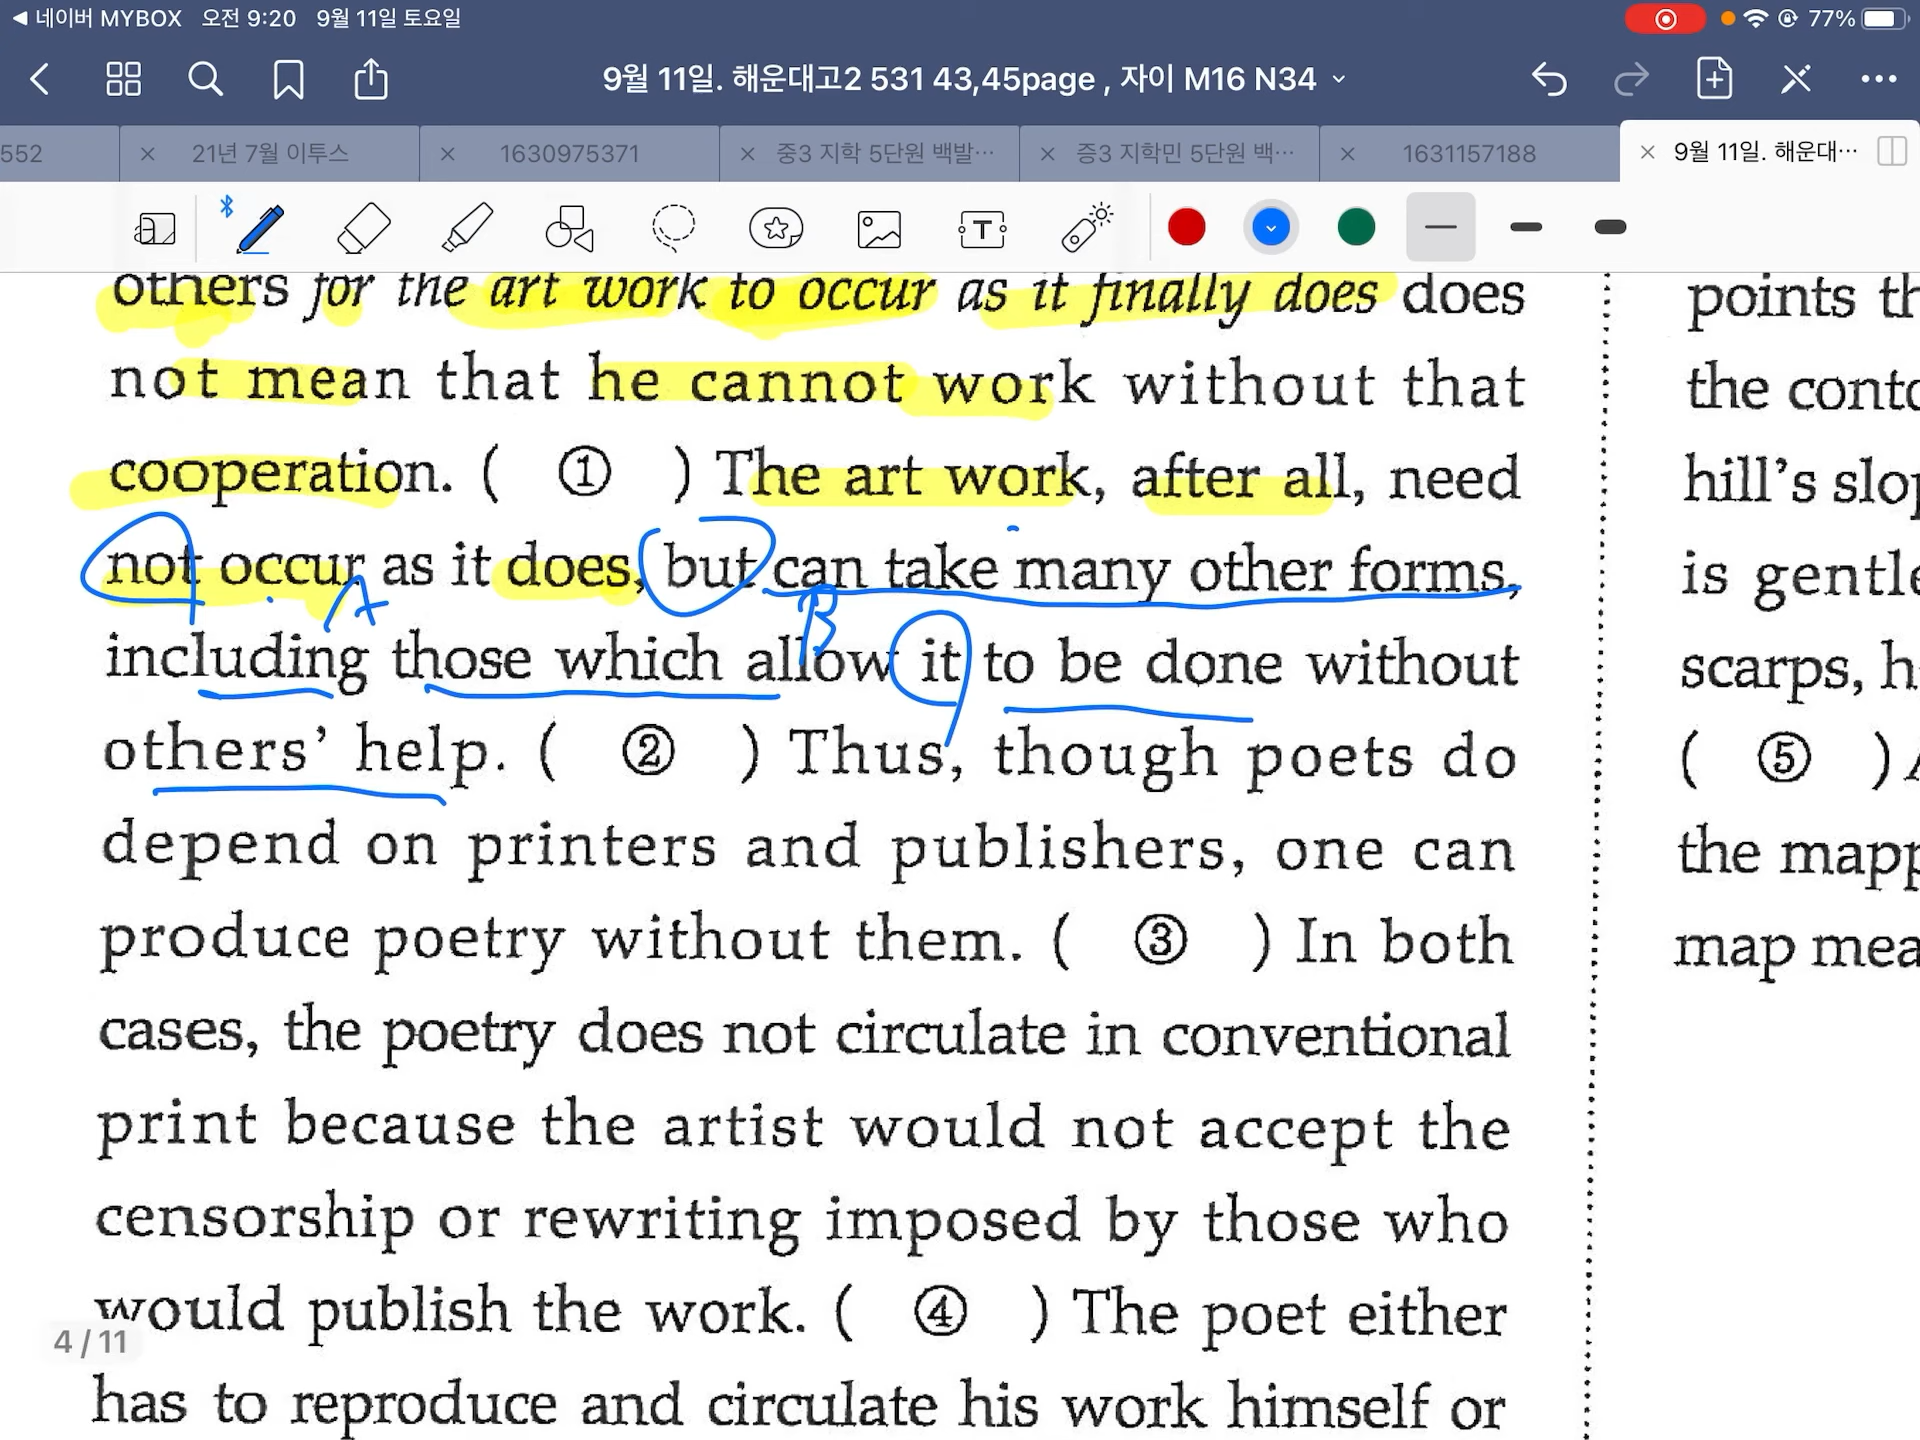 네이버 MYBOX 오전 9:20 9월 11일 토요일 77%
9월 11일. 해운대고2 531 43,45page , 자이 M16 N34
552 21년 7월 이투스 1630975371 중3 지학 5단원 백발… 증3 지학민 5단원 백… 1631157188 9월 11일. 해운대…
others for the art work to occur as it finally does does
not mean that he cannot work without that
cooperation. ( ① ) The art work, after all, need
not occur as it does, but can take many other forms,
A
B
including those which allow it to be done without
others' help. ( ② ) Thus, though poets do
depend on printers and publishers, one can
produce poetry without them. ( ③ ) In both
cases, the poetry does not circulate in conventional
print because the artist would not accept the
censorship or rewriting imposed by those who
would publish the work. ( ④ ) The poet either
has to reproduce and circulate his work himself or
4 / 11
points th
the conto
hill's slo
is gentle
scarps, h
( ⑤ ) A
the mapp
map mea